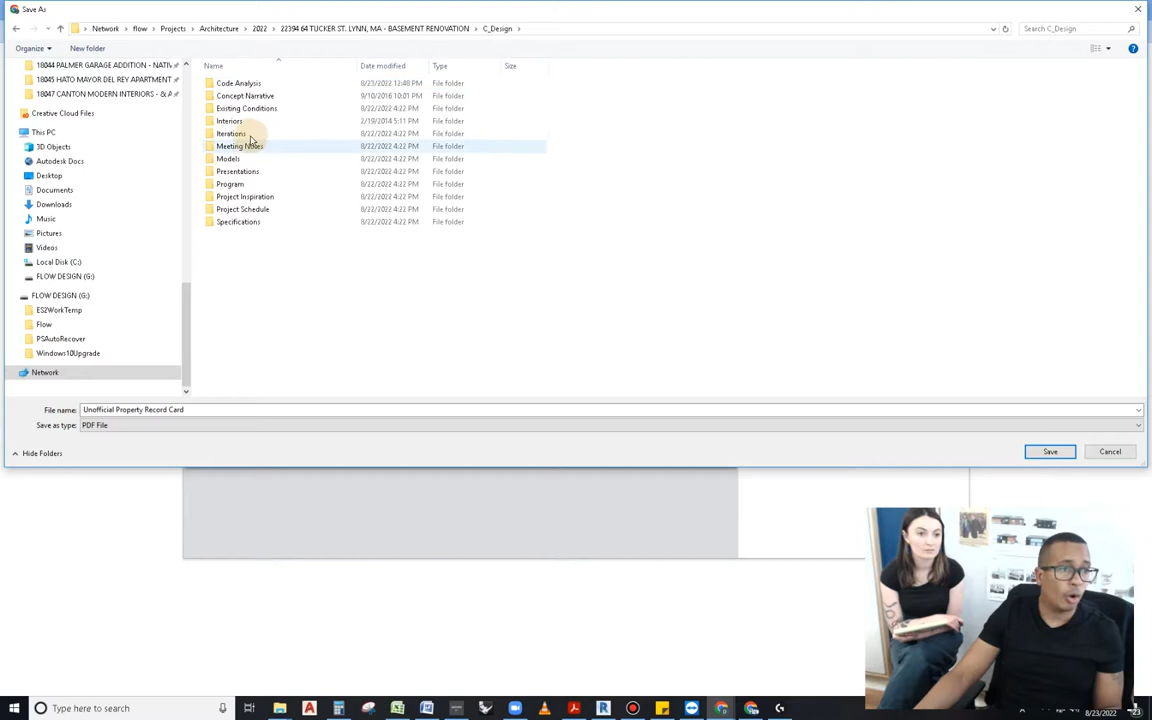 Save As
Network › flow › Projects › Architecture › 2022 › 22394 64 TUCKER ST. LYNN, MA - BASEMENT RENOVATION › C_Design ›
Search C_Design
Organize
New folder
18044 PALMER GARAGE ADDITION - NATIV
18045 HATO MAYOR DEL REY APARTMENT
18047 CANTON MODERN INTERIORS - & A
Creative Cloud Files
This PC
3D Objects
Autodesk Docs
Desktop
Documents
Downloads
Music
Pictures
Videos
Local Disk (C:)
FLOW DESIGN (G:)
FLOW DESIGN (G:)
ES2WorkTemp
Flow
PSAutoRecover
Windows10Upgrade
Network
Name Date modified Type Size
Code Analysis 8/23/2022 12:48 PM File folder
Concept Narrative 9/10/2016 10:01 PM File folder
Existing Conditions 8/22/2022 4:22 PM File folder
Interiors 2/19/2014 5:11 PM File folder
Iterations 8/22/2022 4:22 PM File folder
Meeting Notes 8/22/2022 4:22 PM File folder
Models 8/22/2022 4:22 PM File folder
Presentations 8/22/2022 4:22 PM File folder
Program 8/22/2022 4:22 PM File folder
Project Inspiration 8/22/2022 4:22 PM File folder
Project Schedule 8/22/2022 4:22 PM File folder
Specifications 8/22/2022 4:22 PM File folder
File name: Unofficial Property Record Card
Save as type: PDF File
Hide Folders
Save
Cancel
Type here to search
8/23/2022